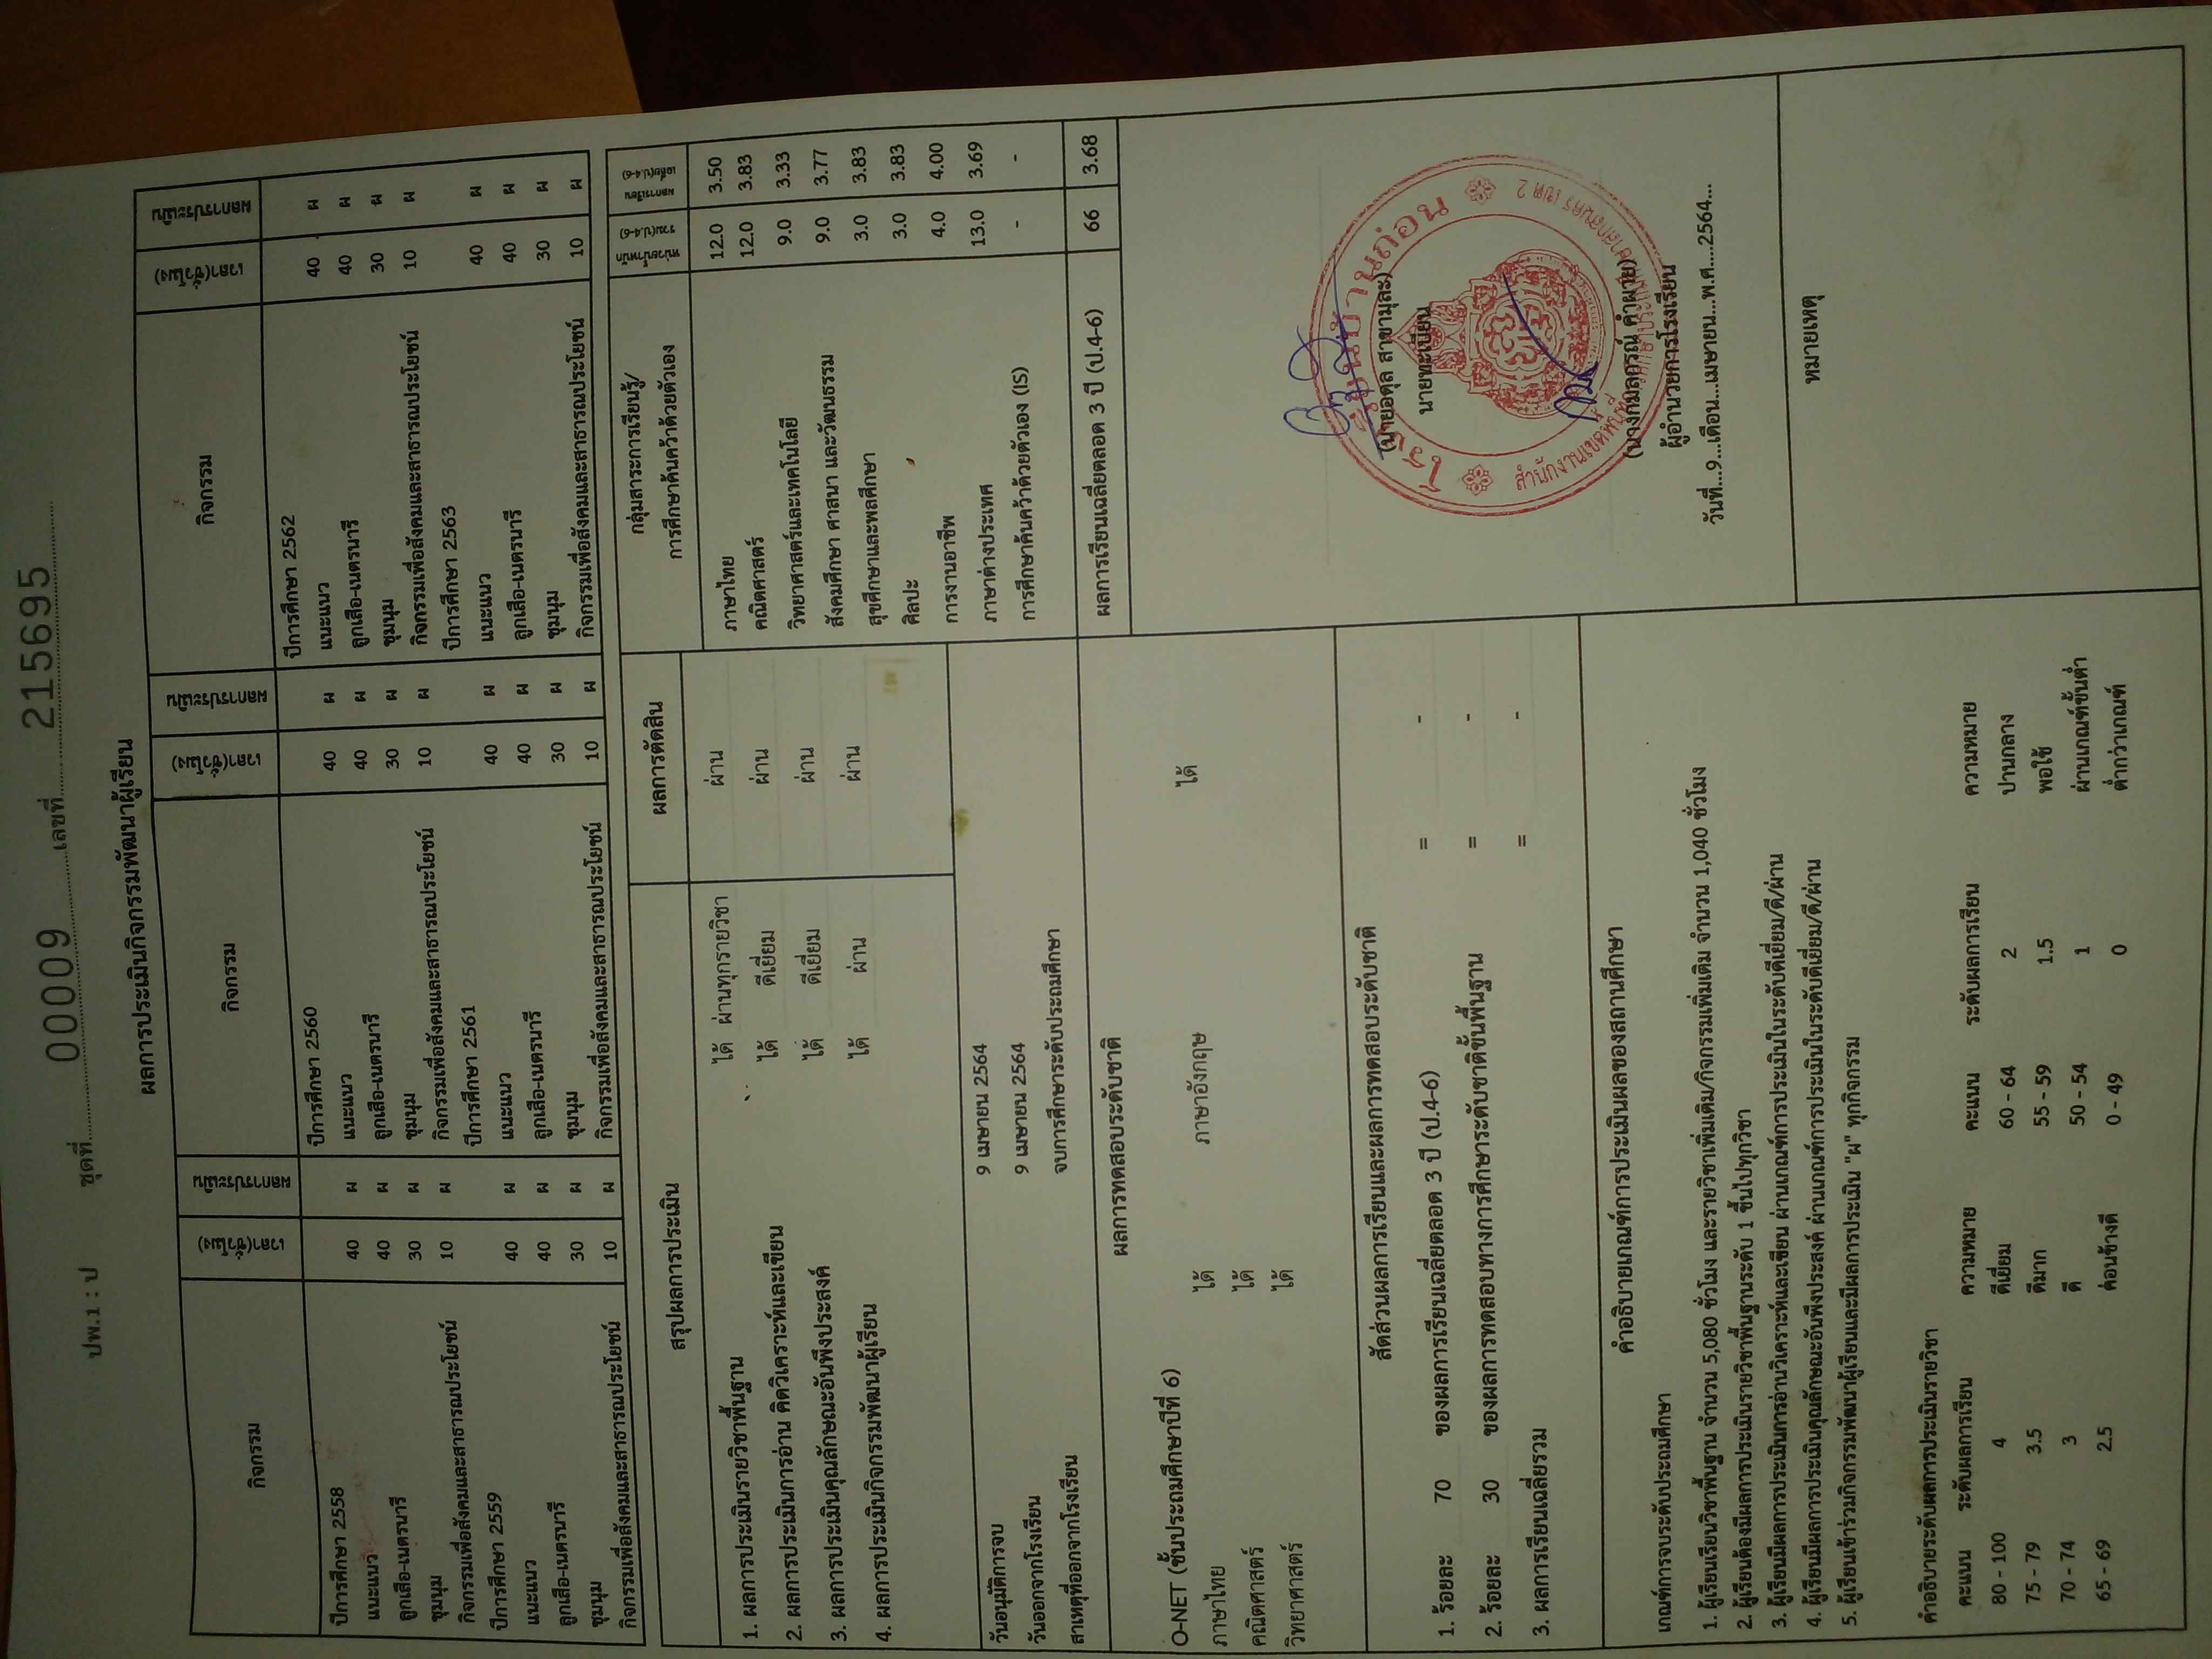 ปพ.1 : ป ชุดที่ 00009 เลขที่ 215695
ผลการประเมินกิจกรรมพัฒนาผู้เรียน
กิจกรรม เวลา(ชั่วโมง) ผลการประเมิน กิจกรรม เวลา(ชั่วโมง) ผลการประเมิน กิจกรรม เวลา(ชั่วโมง) ผลการประเมิน
ปีการศึกษา 2558 ปีการศึกษา 2560 ปีการศึกษา 2562
แนะแนว 40 ผ แนะแนว 40 ผ แนะแนว 40 ผ
ลูกเสือ-เนตรนารี 40 ผ ลูกเสือ-เนตรนารี 40 ผ ลูกเสือ-เนตรนารี 40 ผ
ชุมนุม 30 ผ ชุมนุม 30 ผ ชุมนุม 30 ผ
กิจกรรมเพื่อสังคมและสาธารณประโยชน์ 10 ผ กิจกรรมเพื่อสังคมและสาธารณประโยชน์ 10 ผ กิจกรรมเพื่อสังคมและสาธารณประโยชน์ 10 ผ
ปีการศึกษา 2559 ปีการศึกษา 2561 ปีการศึกษา 2563
แนะแนว 40 ผ แนะแนว 40 ผ แนะแนว 40 ผ
ลูกเสือ-เนตรนารี 40 ผ ลูกเสือ-เนตรนารี 40 ผ ลูกเสือ-เนตรนารี 40 ผ
ชุมนุม 30 ผ ชุมนุม 30 ผ ชุมนุม 30 ผ
กิจกรรมเพื่อสังคมและสาธารณประโยชน์ 10 ผ กิจกรรมเพื่อสังคมและสาธารณประโยชน์ 10 ผ กิจกรรมเพื่อสังคมและสาธารณประโยชน์ 10 ผ
สรุปผลการประเมิน ผลการตัดสิน
1. ผลการประเมินรายวิชาพื้นฐาน ได้ ผ่านทุกรายวิชา ผ่าน
2. ผลการประเมินการอ่าน คิดวิเคราะห์และเขียน ได้ ดีเยี่ยม ผ่าน
3. ผลการประเมินคุณลักษณะอันพึงประสงค์ ได้ ดีเยี่ยม ผ่าน
4. ผลการประเมินกิจกรรมพัฒนาผู้เรียน ได้ ผ่าน ผ่าน
วันอนุมัติการจบ 9 เมษายน 2564
วันออกจากโรงเรียน 9 เมษายน 2564
สาเหตุที่ออกจากโรงเรียน จบการศึกษาระดับประถมศึกษา
กลุ่มสาระการเรียนรู้/
การศึกษาค้นคว้าด้วยตัวเอง
หน่วยน้ำหนัก
รวม(ป.4-6)
ผลการเรียน
เฉลี่ย(ป.4-6)
ภาษาไทย 12.0 3.50
คณิตศาสตร์ 12.0 3.83
วิทยาศาสตร์และเทคโนโลยี 9.0 3.33
สังคมศึกษา ศาสนา และวัฒนธรรม 9.0 3.77
สุขศึกษาและพลศึกษา 3.0 3.83
ศิลปะ 3.0 3.83
การงานอาชีพ 4.0 4.00
ภาษาต่างประเทศ 13.0 3.69
การศึกษาค้นคว้าด้วยตัวเอง (IS) - -
ผลการเรียนเฉลี่ยตลอด 3 ปี (ป.4-6) 66 3.68
ผลการทดสอบระดับชาติ
O-NET (ชั้นประถมศึกษาปีที่ 6)
ภาษาไทย ได้ ภาษาอังกฤษ ได้
คณิตศาสตร์ ได้
วิทยาศาสตร์ ได้
สัดส่วนผลการเรียนและผลการทดสอบระดับชาติ
1. ร้อยละ 70 ของผลการเรียนเฉลี่ยตลอด 3 ปี (ป.4-6) = -
2. ร้อยละ 30 ของผลการทดสอบทางการศึกษาระดับชาติขั้นพื้นฐาน = -
3. ผลการเรียนเฉลี่ยรวม = -
(นายอดุล สาขามุละ)
นายทะเบียน
(นางกมลภรณ์ คำผาย)
ผู้อำนวยการโรงเรียน
วันที่...9...เดือน...เมษายน...พ.ศ....2564...
คำอธิบายเกณฑ์การประเมินผลของสถานศึกษา
เกณฑ์การจบระดับประถมศึกษา
1. ผู้เรียนเรียนวิชาพื้นฐาน จำนวน 5,080 ชั่วโมง และรายวิชาเพิ่มเติม/กิจกรรมเพิ่มเติม จำนวน 1,040 ชั่วโมง
2. ผู้เรียนต้องมีผลการประเมินรายวิชาพื้นฐานระดับ 1 ขึ้นไปทุกวิชา
3. ผู้เรียนมีผลการประเมินการอ่านวิเคราะห์และเขียน ผ่านเกณฑ์การประเมินในระดับดีเยี่ยม/ดี/ผ่าน
4. ผู้เรียนมีผลการประเมินคุณลักษณะอันพึงประสงค์ ผ่านเกณฑ์การประเมินในระดับดีเยี่ยม/ดี/ผ่าน
5. ผู้เรียนเข้าร่วมกิจกรรมพัฒนาผู้เรียนและมีผลการประเมิน "ผ" ทุกกิจกรรม
คำอธิบายระดับผลการประเมินรายวิชา
คะแนน ระดับผลการเรียน ความหมาย คะแนน ระดับผลการเรียน ความหมาย
80 - 100 4 ดีเยี่ยม 60 - 64 2 ปานกลาง
75 - 79 3.5 ดีมาก 55 - 59 1.5 พอใช้
70 - 74 3 ดี 50 - 54 1 ผ่านเกณฑ์ขั้นต่ำ
65 - 69 2.5 ค่อนข้างดี 0 - 49 0 ต่ำกว่าเกณฑ์
หมายเหตุ